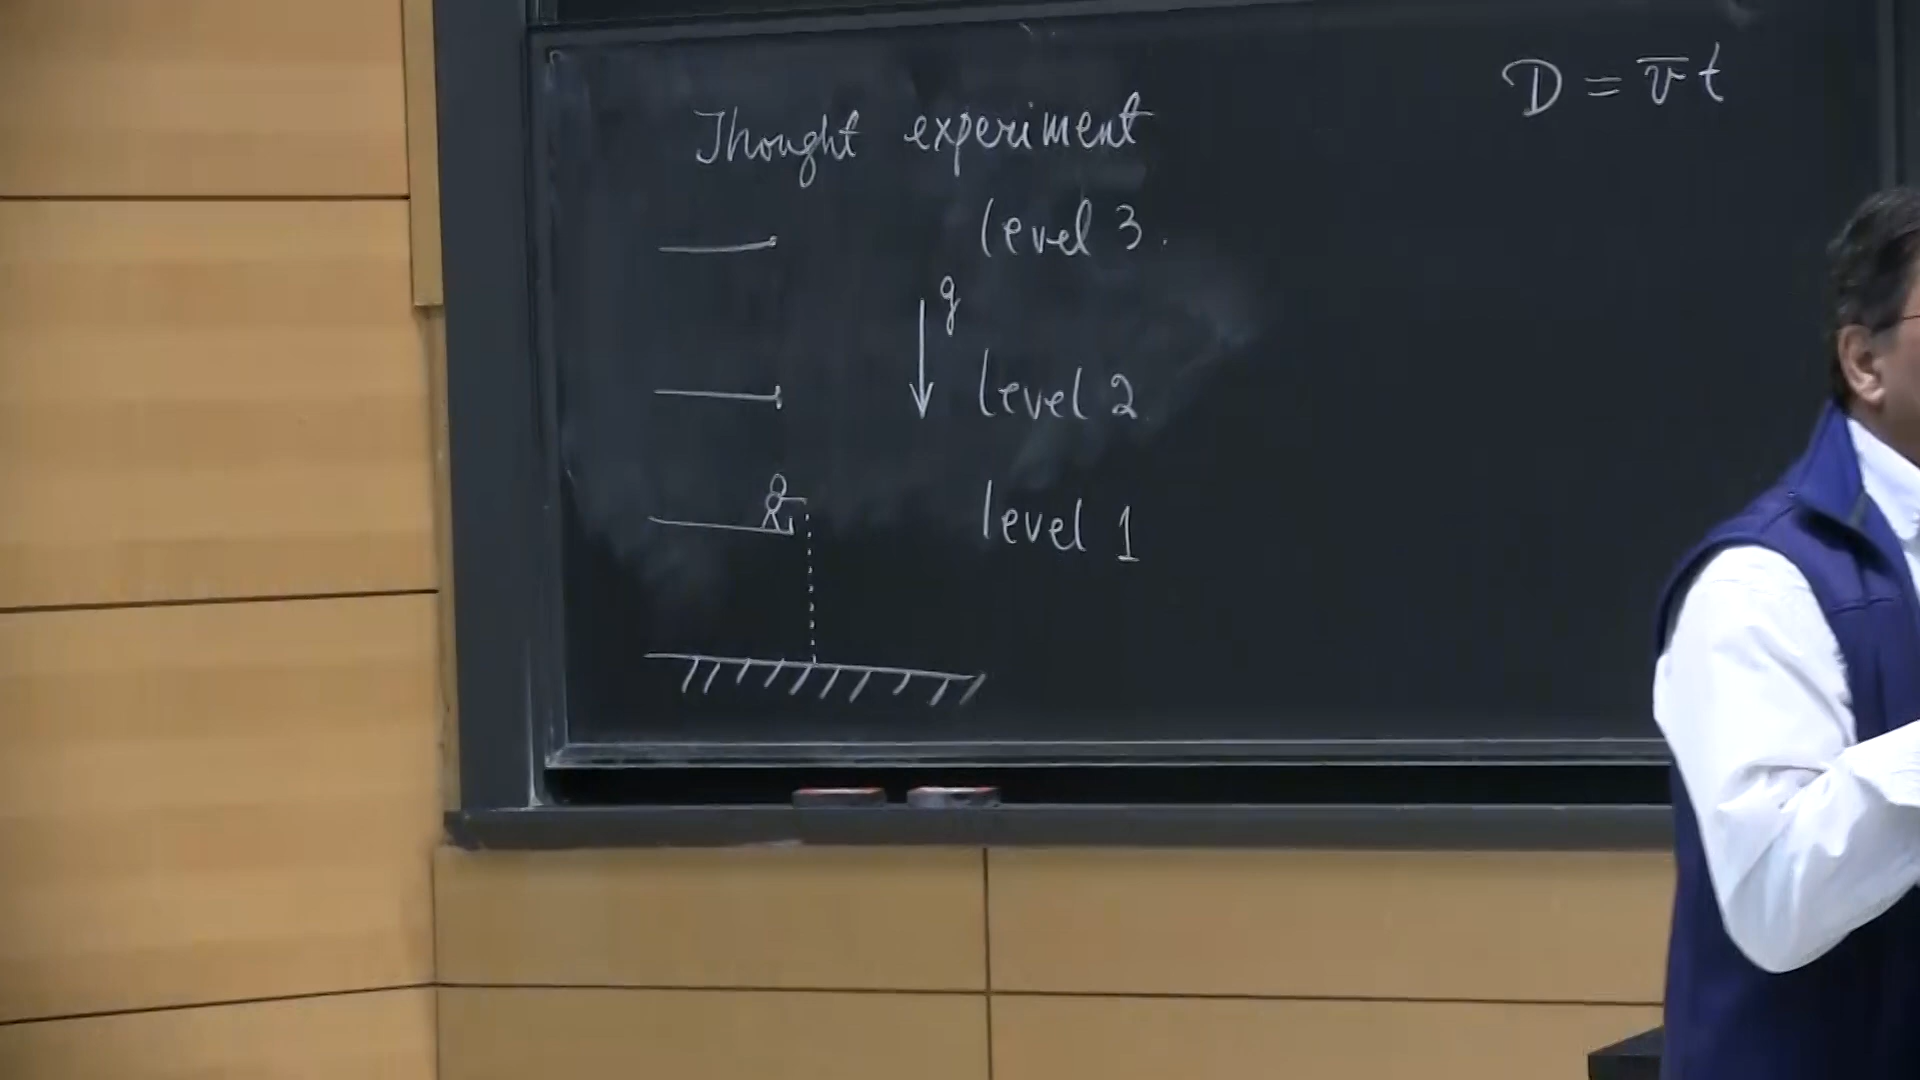 Thought experiment
D = v̄ t
level 3.
g
level 2
level 1